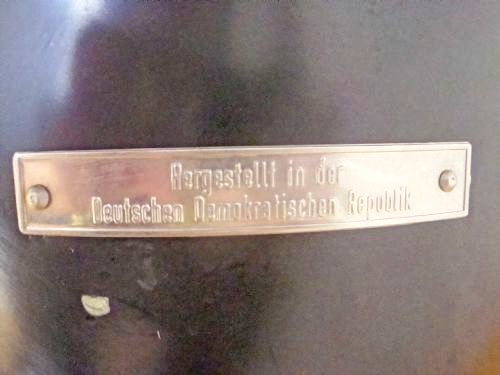 Hergestellt in der
Deutschen Demokratischen Republik